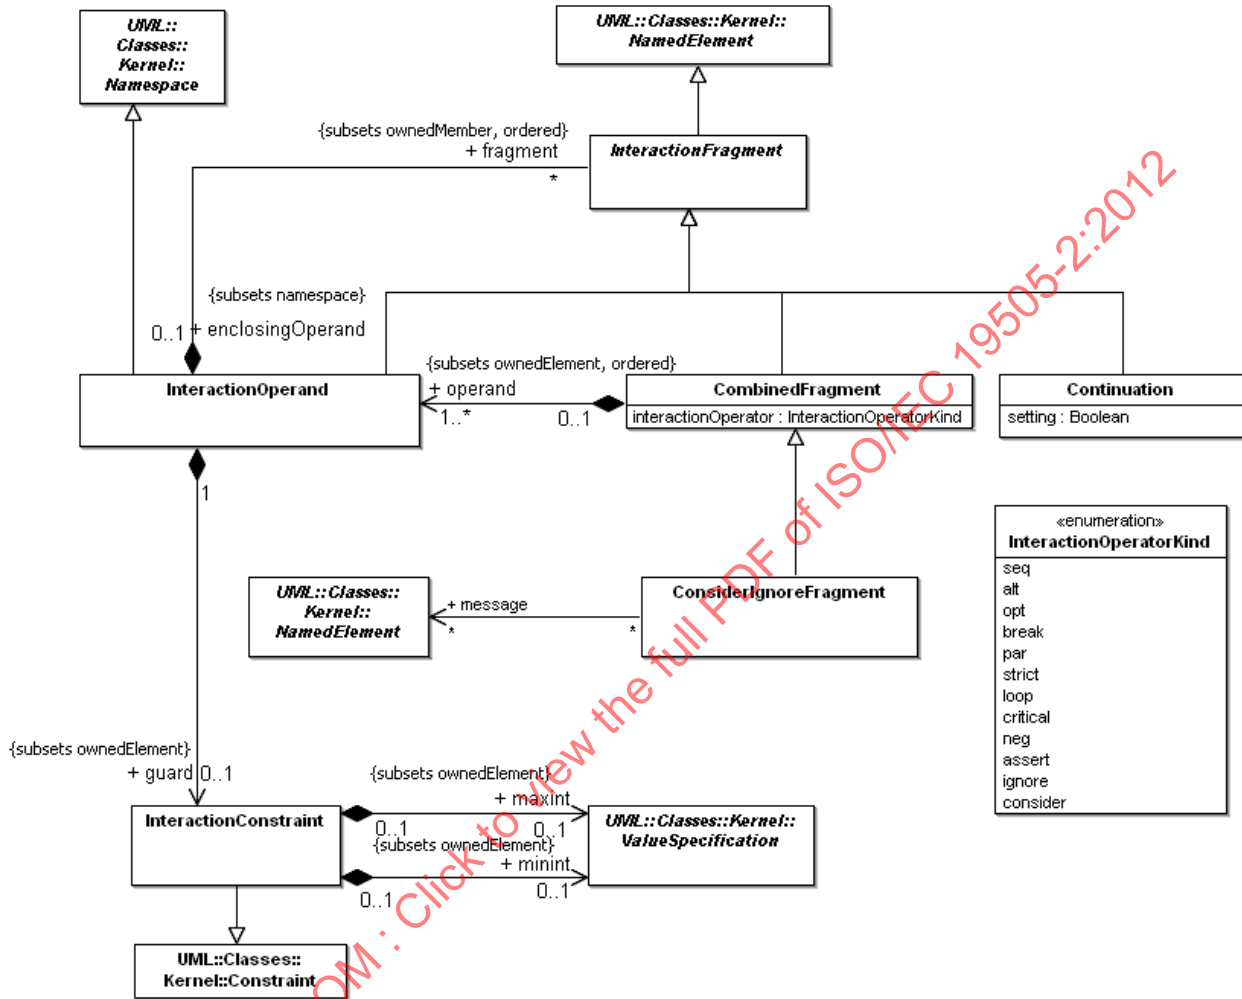 UML::
Classes::
Kernel::
Namespace
UML::Classes::Kernel::
NamedElement
{subsets ownedMember, ordered}
+ fragment
*
InteractionFragment
{subsets namespace}
0..1
+ enclosingOperand
{subsets ownedElement, ordered}
+ operand
1..*
0..1
InteractionOperand
CombinedFragment
interactionOperator : InteractionOperatorKind
Continuation
setting : Boolean
1
«enumeration»
InteractionOperatorKind
seq
alt
opt
break
par
strict
loop
critical
neg
assert
ignore
consider
UML::Classes::
Kernel::
NamedElement
+ message
*
*
ConsiderIgnoreFragment
{subsets ownedElement}
+ guard
0..1
InteractionConstraint
{subsets ownedElement}
+ maxint
0..1
0..1
{subsets ownedElement}
+ minint
0..1
0..1
UML::Classes::Kernel::
ValueSpecification
UML::Classes::
Kernel::Constraint
OM : Click to view the full PDF of ISO/IEC 19505-2:2012